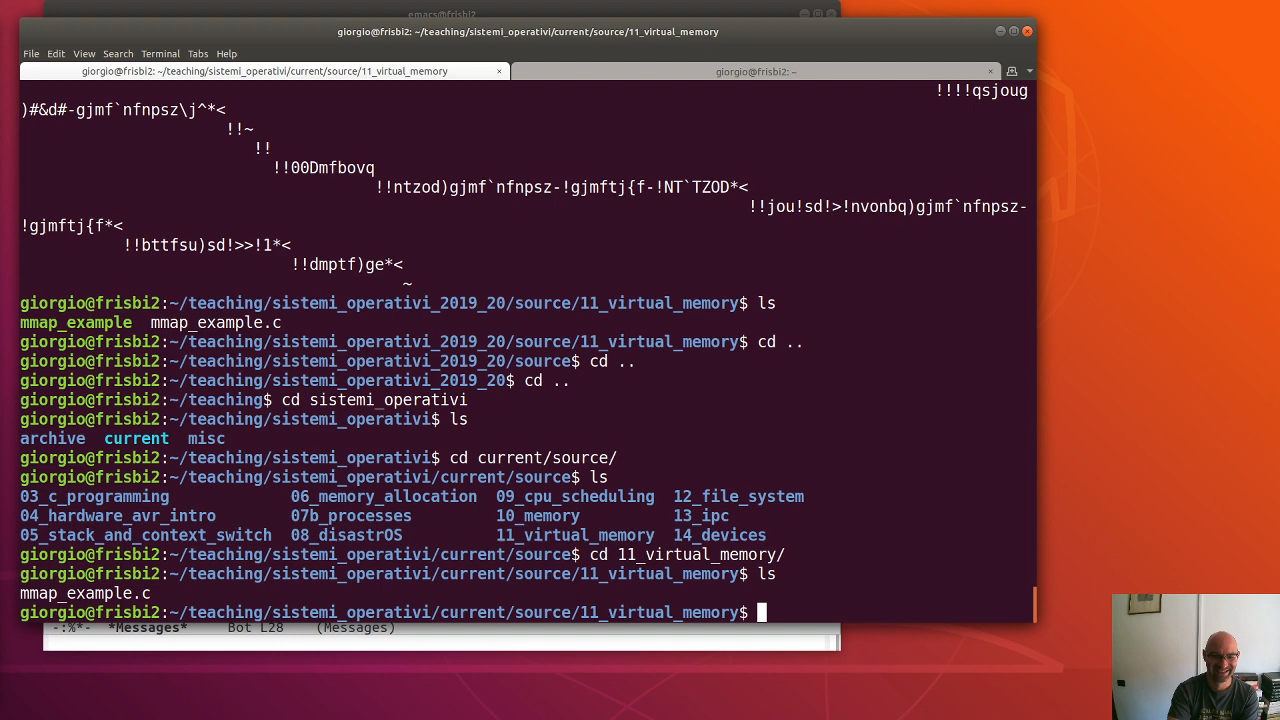 emacs@frisbi2
giorgio@frisbi2: ~/teaching/sistemi_operativi/current/source/11_virtual_memory
File Edit View Search Terminal Tabs Help
giorgio@frisbi2: ~/teaching/sistemi_operativi/current/source/11_virtual_memory × giorgio@frisbi2: ~ ×
!!!!qsjoug
)#&d#-gjmf`nfnpsz\j^*<
!!~
!!
!!00Dmfbovq
!!ntzod)gjmf`nfnpsz-!gjmftj{f-!NT`TZOD*<
!!jou!sd!>!nvonbq)gjmf`nfnpsz-
!gjmftj{f*<
!!bttfsu)sd!>>!1*<
!!dmptf)ge*<
~
giorgio@frisbi2:~/teaching/sistemi_operativi_2019_20/source/11_virtual_memory$ ls
mmap_example mmap_example.c
giorgio@frisbi2:~/teaching/sistemi_operativi_2019_20/source/11_virtual_memory$ cd ..
giorgio@frisbi2:~/teaching/sistemi_operativi_2019_20/source$ cd ..
giorgio@frisbi2:~/teaching/sistemi_operativi_2019_20$ cd ..
giorgio@frisbi2:~/teaching$ cd sistemi_operativi
giorgio@frisbi2:~/teaching/sistemi_operativi$ ls
archive current misc
giorgio@frisbi2:~/teaching/sistemi_operativi$ cd current/source/
giorgio@frisbi2:~/teaching/sistemi_operativi/current/source$ ls
03_c_programming 06_memory_allocation 09_cpu_scheduling 12_file_system
04_hardware_avr_intro 07b_processes 10_memory 13_ipc
05_stack_and_context_switch 08_disastrOS 11_virtual_memory 14_devices
giorgio@frisbi2:~/teaching/sistemi_operativi/current/source$ cd 11_virtual_memory/
giorgio@frisbi2:~/teaching/sistemi_operativi/current/source/11_virtual_memory$ ls
mmap_example.c
giorgio@frisbi2:~/teaching/sistemi_operativi/current/source/11_virtual_memory$
-:%*- *Messages* Bot L28 (Messages)